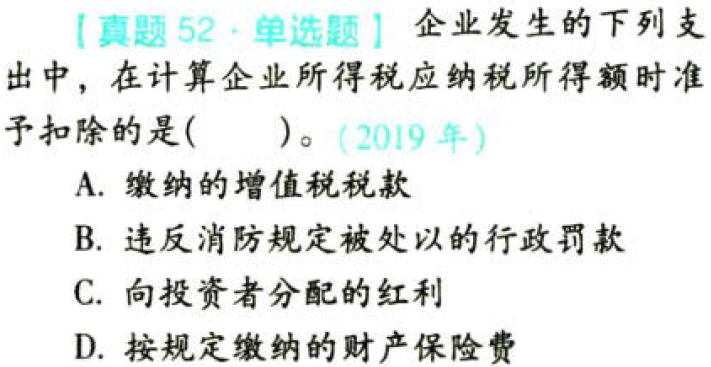 【真题 52·单选题】 企业发生的下列支
出中，在计算企业所得税应纳税所得额时准
予扣除的是(  )。(2019 年)
A. 缴纳的增值税税款
B. 违反消防规定被处以的行政罚款
C. 向投资者分配的红利
D. 按规定缴纳的财产保险费